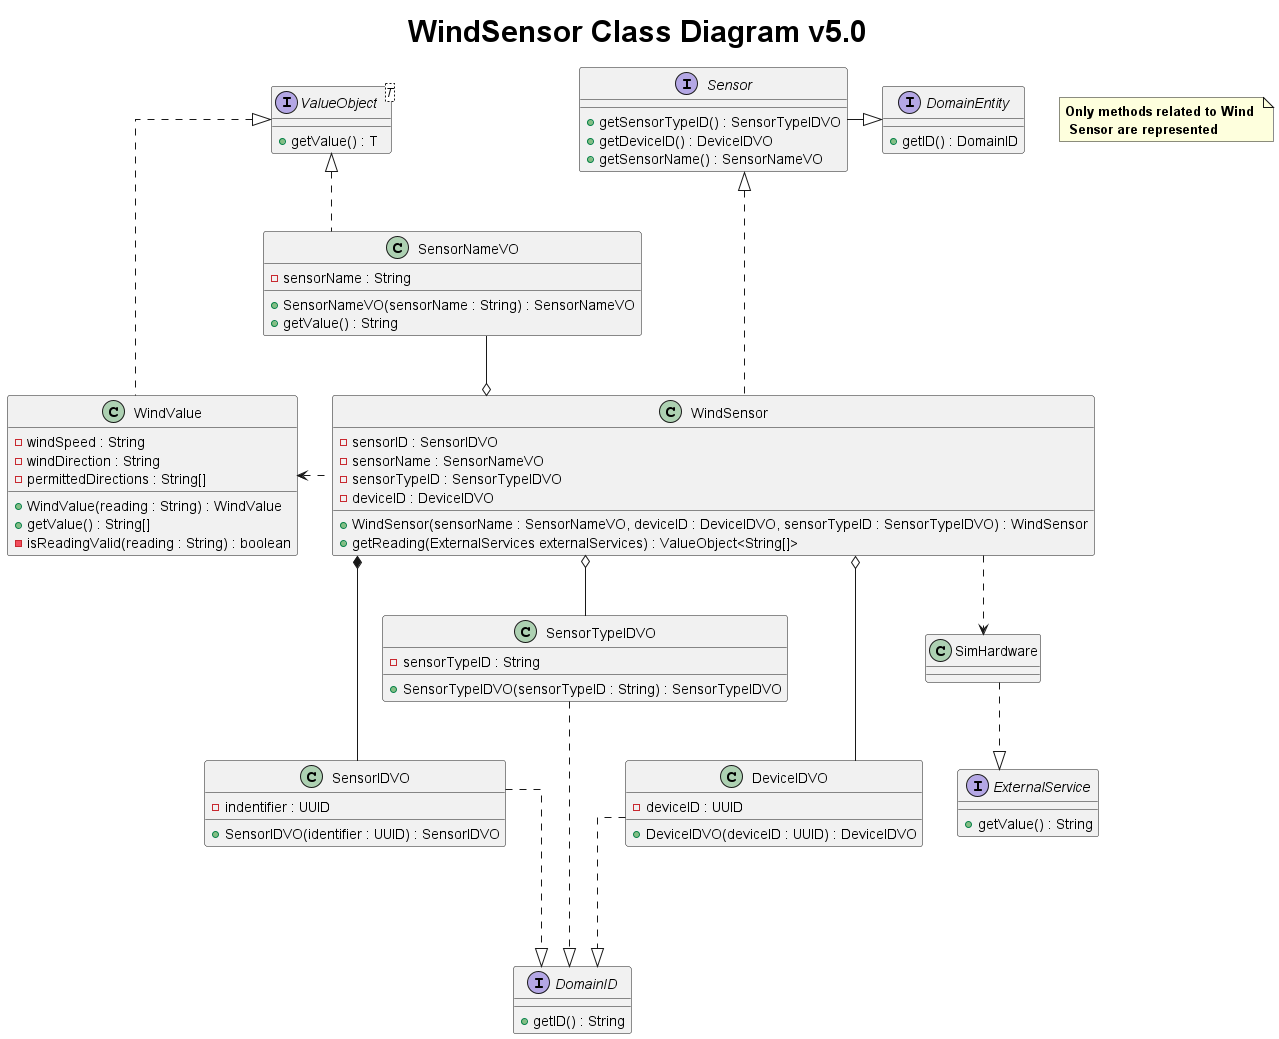 WindSensor Class Diagram v5.0
I ValueObject T
getValue() : T
I Sensor
getSensorTypeID() : SensorTypeIDVO
getDeviceID() : DeviceIDVO
getSensorName() : SensorNameVO
I DomainEntity
getID() : DomainID
Only methods related to Wind
Sensor are represented
C SensorNameVO
sensorName : String
SensorNameVO(sensorName : String) : SensorNameVO
getValue() : String
C WindValue
windSpeed : String
windDirection : String
permittedDirections : String[]
WindValue(reading : String) : WindValue
getValue() : String[]
isReadingValid(reading : String) : boolean
C WindSensor
sensorID : SensorIDVO
sensorName : SensorNameVO
sensorTypeID : SensorTypeIDVO
deviceID : DeviceIDVO
WindSensor(sensorName : SensorNameVO, deviceID : DeviceIDVO, sensorTypeID : SensorTypeIDVO) : WindSensor
getReading(ExternalServices externalServices) : ValueObject<String[]>
C SensorTypeIDVO
sensorTypeID : String
SensorTypeIDVO(sensorTypeID : String) : SensorTypeIDVO
C SimHardware
C SensorIDVO
indentifier : UUID
SensorIDVO(identifier : UUID) : SensorIDVO
C DeviceIDVO
deviceID : UUID
DeviceIDVO(deviceID : UUID) : DeviceIDVO
I ExternalService
getValue() : String
I DomainID
getID() : String